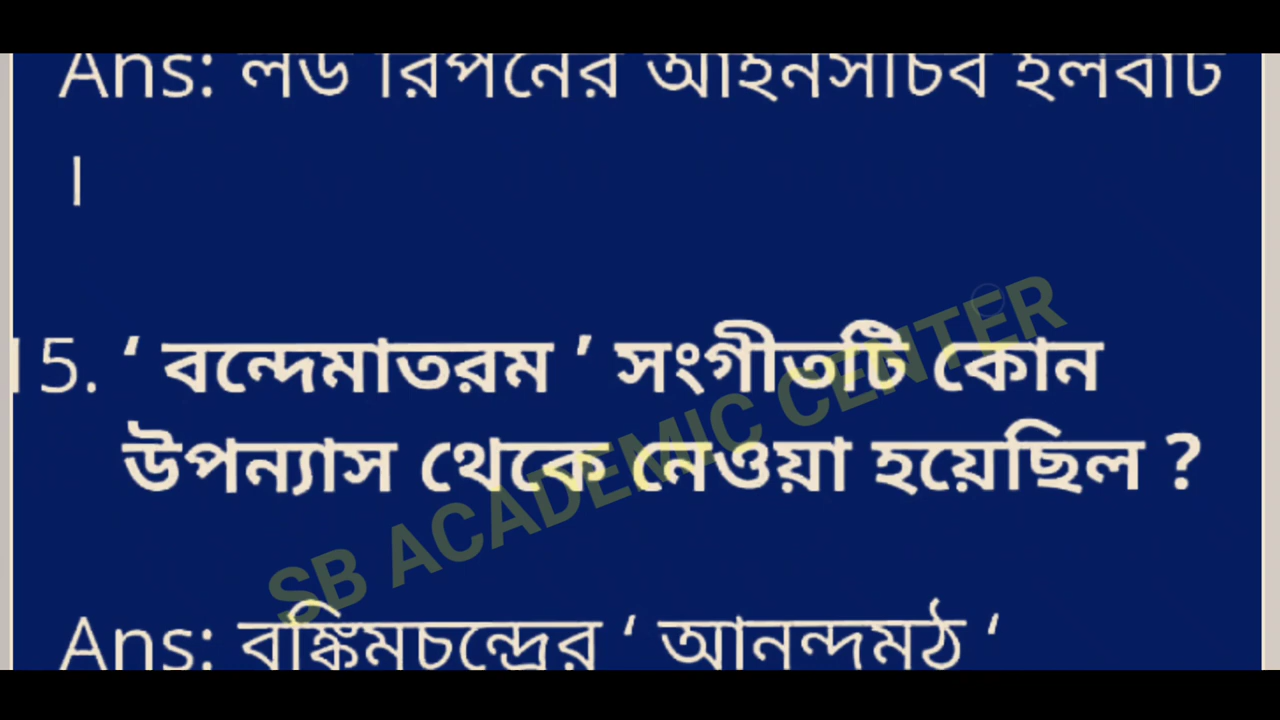 Ans: লর্ড রিপনের আইনসচিব ইলবার্ট
।
15. ‘ বন্দেমাতরম ’ সংগীতটি কোন
উপন্যাস থেকে নেওয়া হয়েছিল ?
Ans: বঙ্কিমচন্দ্রের ‘ আনন্দমঠ ‘
SB ACADEMIC CENTER